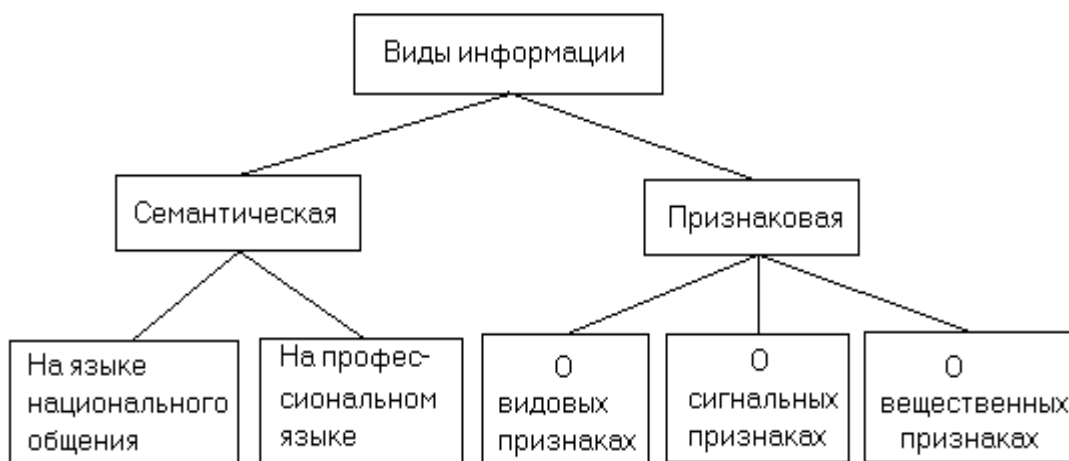 Виды информации
Семантическая
Признаковая
На языке
национального
общения
На профес-
сиональном
языке
О
видовых
признаках
О
сигнальных
признаках
О
вещественных
признаках